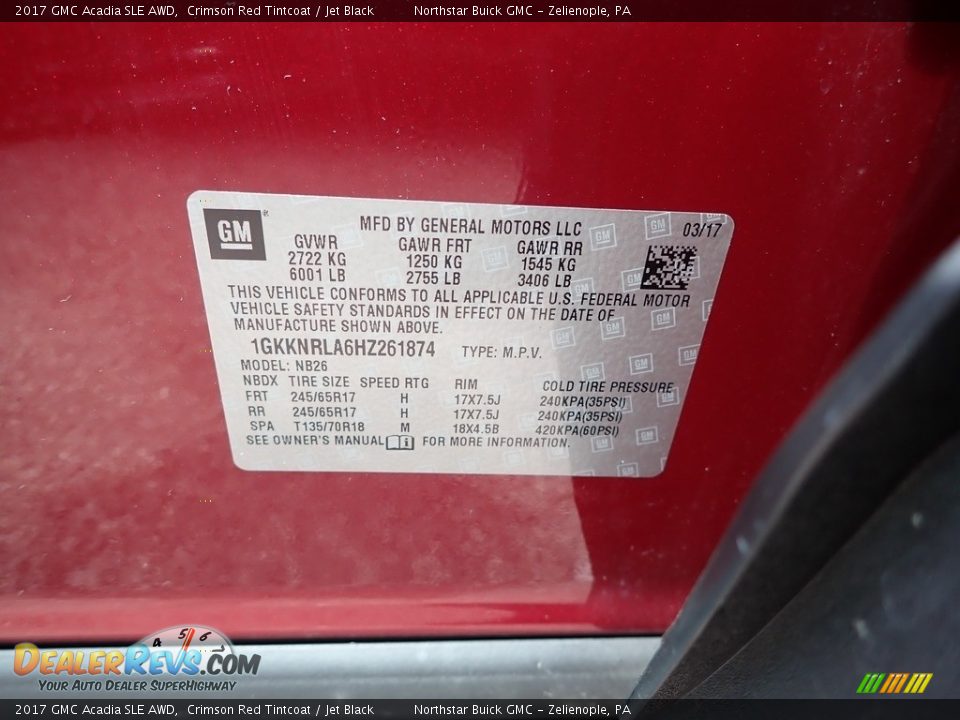 2017 GMC Acadia SLE AWD, Crimson Red Tintcoat / Jet Black Northstar Buick GMC - Zelienople, PA
GM
MFD BY GENERAL MOTORS LLC 03/17
GVWR GAWR FRT GAWR RR
2722 KG 1250 KG 1545 KG
6001 LB 2755 LB 3406 LB
THIS VEHICLE CONFORMS TO ALL APPLICABLE U.S. FEDERAL MOTOR
VEHICLE SAFETY STANDARDS IN EFFECT ON THE DATE OF
MANUFACTURE SHOWN ABOVE.
1GKKNRLA6HZ261874 TYPE: M.P.V.
MODEL: NB26
NBDX TIRE SIZE SPEED RTG RIM COLD TIRE PRESSURE
FRT 245/65R17 H 17X7.5J 240KPA(35PSI)
RR 245/65R17 H 17X7.5J 240KPA(35PSI)
SPA T135/70R18 M 18X4.5B 420KPA(60PSI)
SEE OWNER'S MANUAL FOR MORE INFORMATION.
4 5 6
DealerRevs.com
Your Auto Dealer SuperHighway
2017 GMC Acadia SLE AWD, Crimson Red Tintcoat / Jet Black Northstar Buick GMC - Zelienople, PA